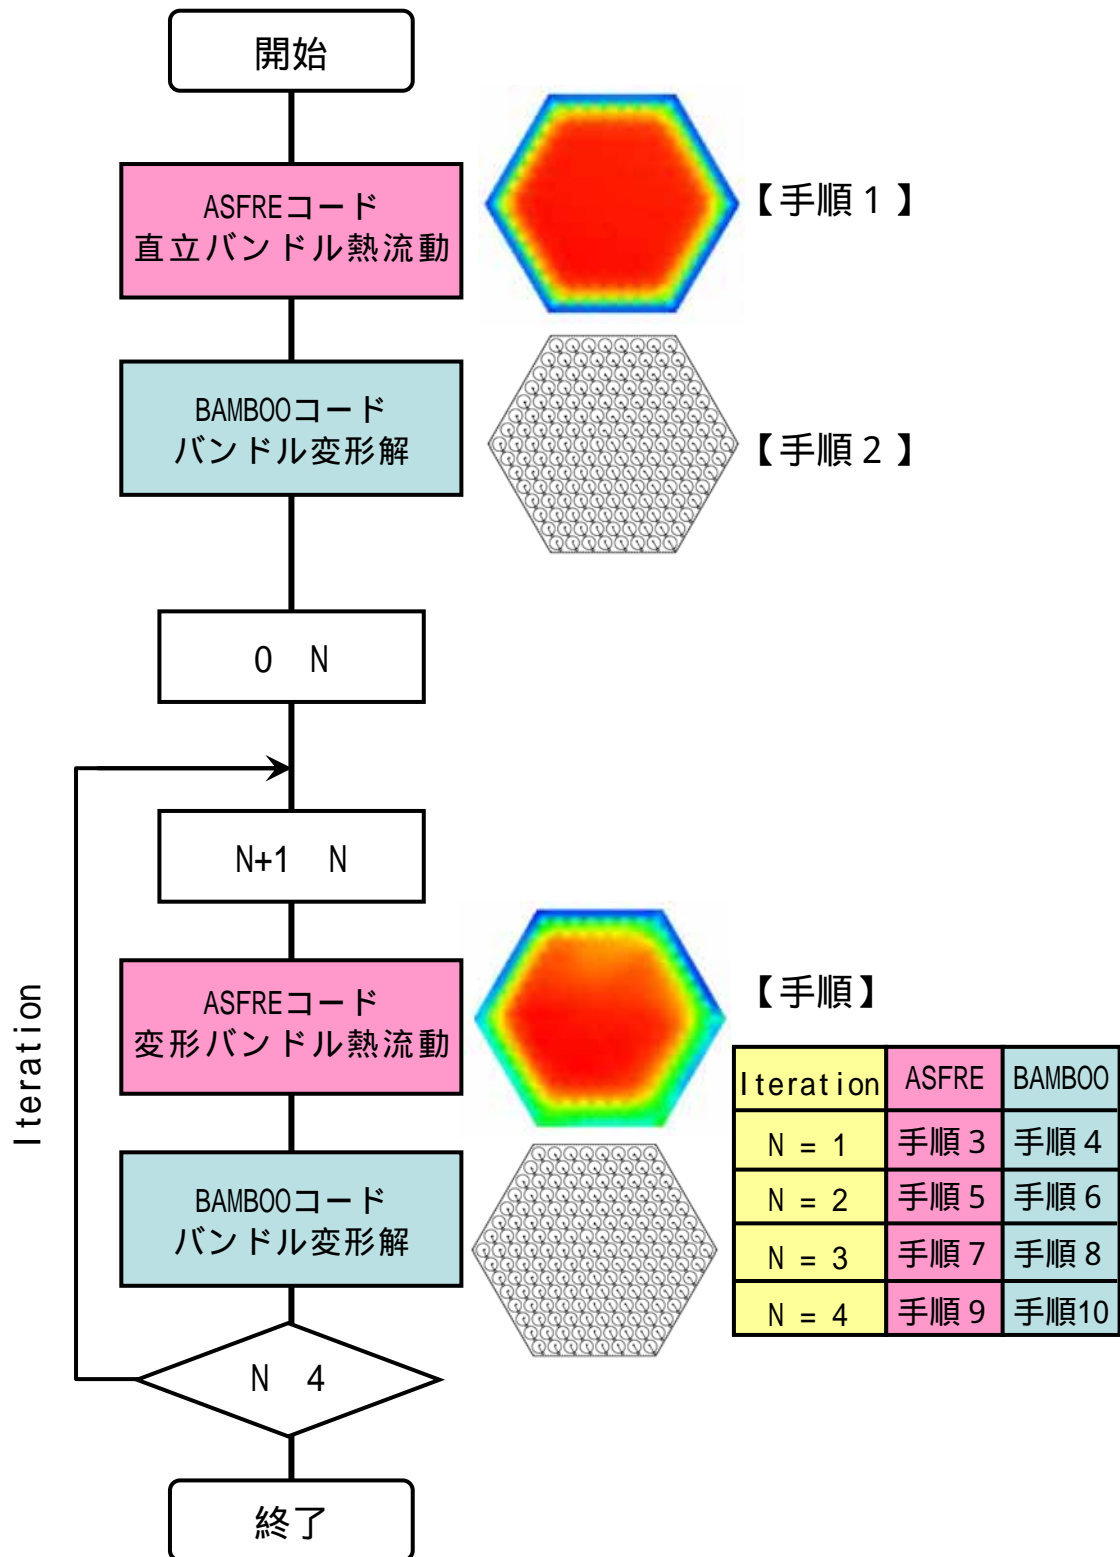 開始
ASFREコード
直立バンドル熱流動
【手順1】
BAMBOOコード
バンドル変形解
【手順2】
0 N
N+1 N
Iteration
ASFREコード
変形バンドル熱流動
【手順】
Iteration ASFRE BAMBOO
N = 1 手順3 手順4
N = 2 手順5 手順6
N = 3 手順7 手順8
N = 4 手順9 手順10
BAMBOOコード
バンドル変形解
N 4
終了